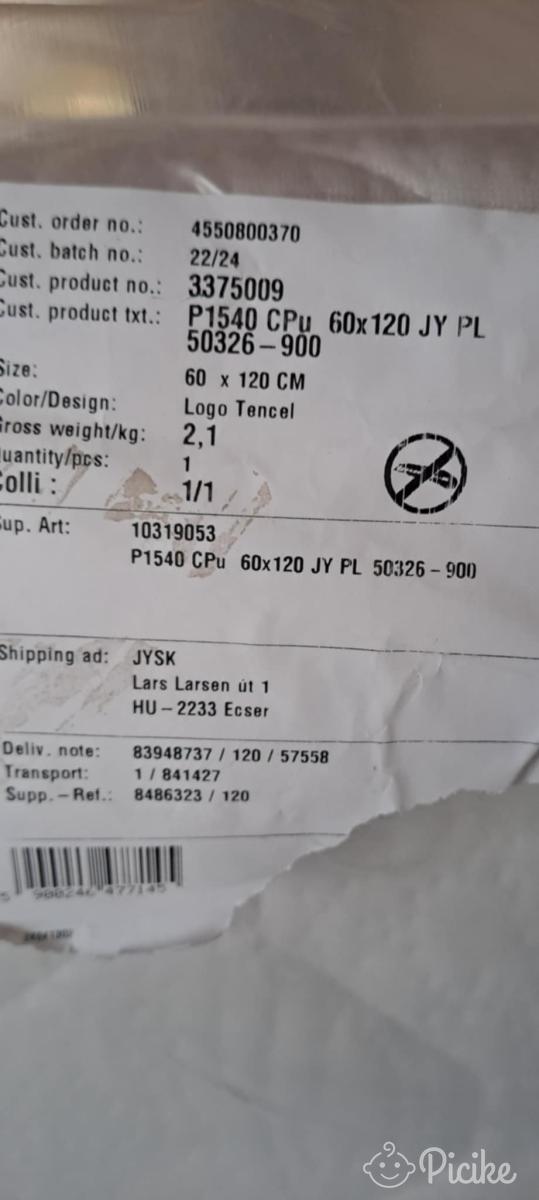 Cust. order no.: 4550800370
Cust. batch no.: 22/24
Cust. product no.: 3375009
Cust. product txt.: P1540 CPu 60x120 JY PL
50326-900
Size: 60 x 120 CM
Color/Design: Logo Tencel
Gross weight/kg: 2,1
Quantity/pcs: 1
Colli : 1/1
Sup. Art: 10319053
P1540 CPu 60x120 JY PL 50326-900
Shipping ad: JYSK
Lars Larsen út 1
HU-2233 Ecser
Deliv. note: 83948737 / 120 / 57558
Transport: 1 / 841427
Supp.-Ref.: 8486323 / 120
5 900246 477145
Picike